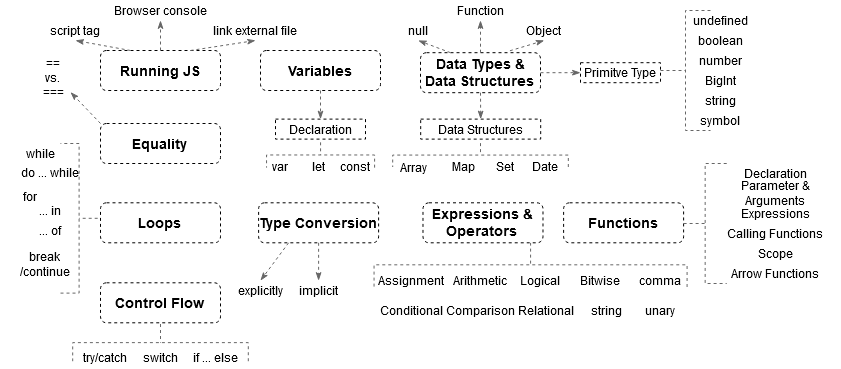 Browser console
script tag
link external file
Running JS
Variables
Function
null
Object
Data Types &
Data Structures
Primitve Type
undefined
boolean
number
BigInt
string
symbol
==
vs.
===
Equality
Declaration
var let const
Data Structures
Array Map Set Date
while
do ... while
for
... in
... of
break
/continue
Loops
Type Conversion
explicitly implicit
Expressions &
Operators
Assignment Arithmetic Logical Bitwise comma
Conditional Comparison Relational string unary
Functions
Declaration
Parameter &
Arguments
Expressions
Calling Functions
Scope
Arrow Functions
Control Flow
try/catch switch if ... else